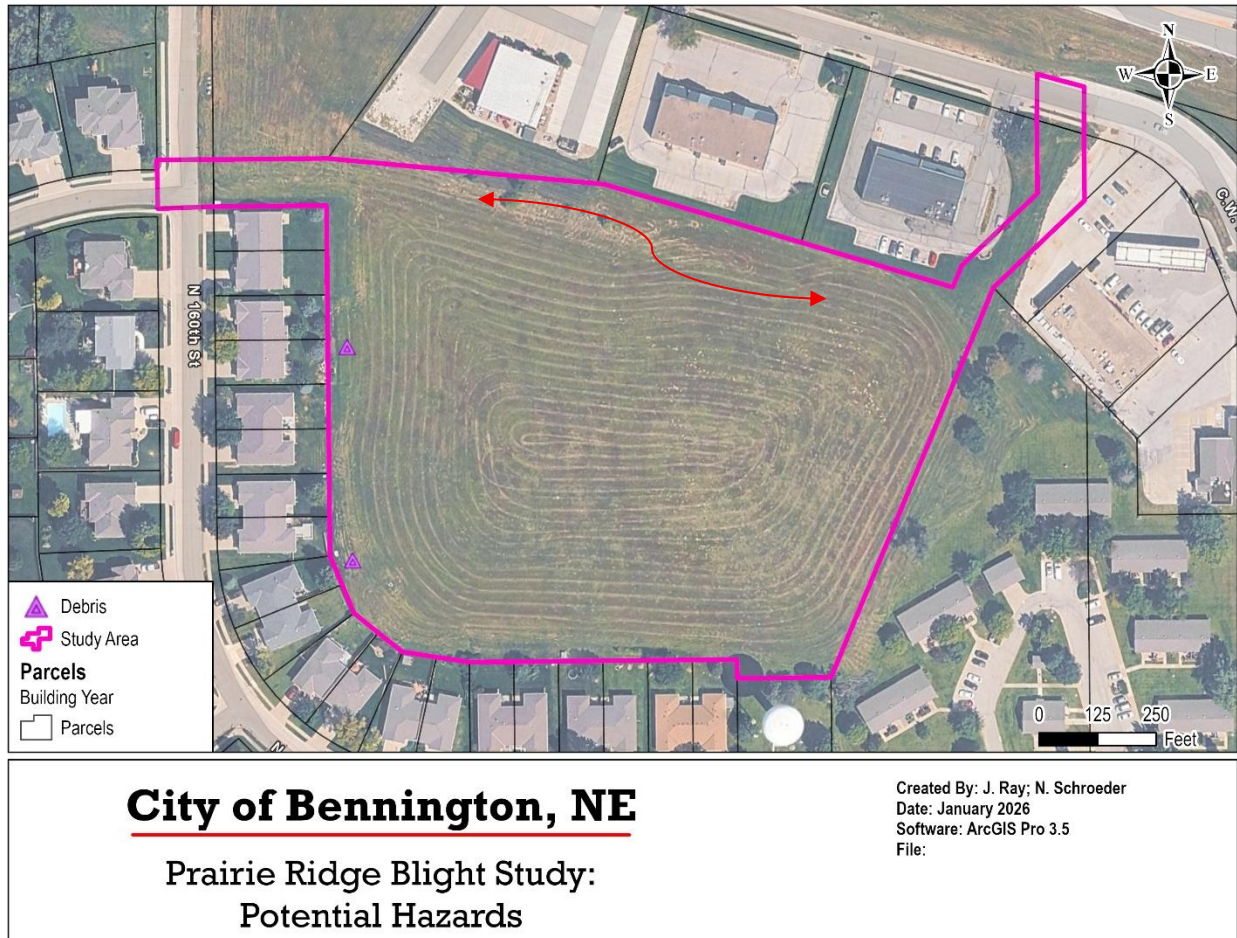 N
W E
S
C.W.
N 160th St
Debris
Study Area
Parcels
Building Year
Parcels
N
0 125 250
Feet
City of Bennington, NE
Prairie Ridge Blight Study:
Potential Hazards
Created By: J. Ray; N. Schroeder
Date: January 2026
Software: ArcGIS Pro 3.5
File: